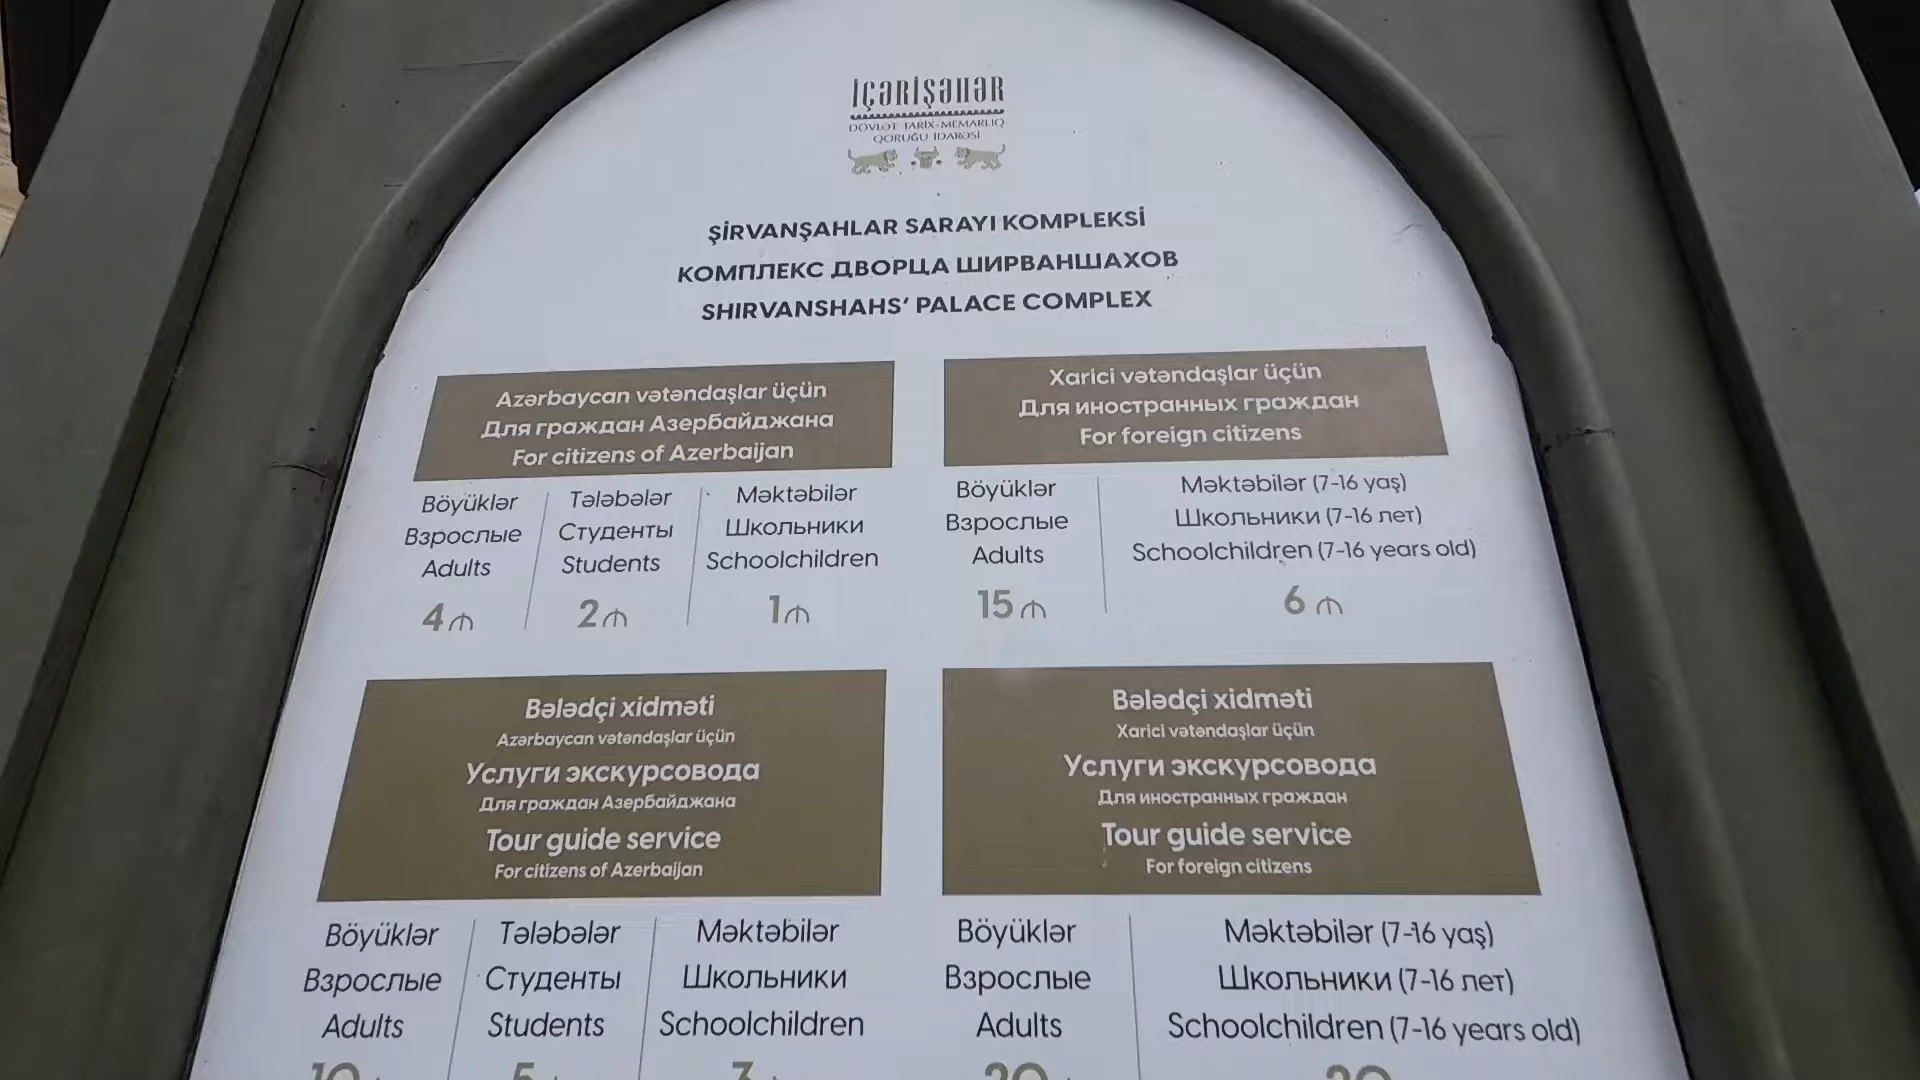 İÇƏRİŞƏHƏR
DÖVLƏT TARİX-MEMARLIQ
QORUĞU İDARƏSİ
ŞİRVANŞAHLAR SARAYI KOMPLEKSİ
КОМПЛЕКС ДВОРЦА ШИРВАНШАХОВ
SHIRVANSHAHS’ PALACE COMPLEX
Azərbaycan vətəndaşlar üçün
Для граждан Азербайджана
For citizens of Azerbaijan
Böyüklər
Взрослые
Adults
4 ₼
Tələbələr
Студенты
Students
2 ₼
Məktəbilər
Школьники
Schoolchildren
1 ₼
Xarici vətəndaşlar üçün
Для иностранных граждан
For foreign citizens
Böyüklər
Взрослые
Adults
15 ₼
Məktəbilər (7-16 yaş)
Школьники (7-16 лет)
Schoolchildren (7-16 years old)
6 ₼
Bələdçi xidməti
Azərbaycan vətəndaşlar üçün
Услуги экскурсовода
Для граждан Азербайджана
Tour guide service
For citizens of Azerbaijan
Böyüklər
Взрослые
Adults
10
Tələbələr
Студенты
Students
5
Məktəbilər
Школьники
Schoolchildren
3
Bələdçi xidməti
Xarici vətəndaşlar üçün
Услуги экскурсовода
Для иностранных граждан
Tour guide service
For foreign citizens
Böyüklər
Взрослые
Adults
20
Məktəbilər (7-16 yaş)
Школьники (7-16 лет)
Schoolchildren (7-16 years old)
20